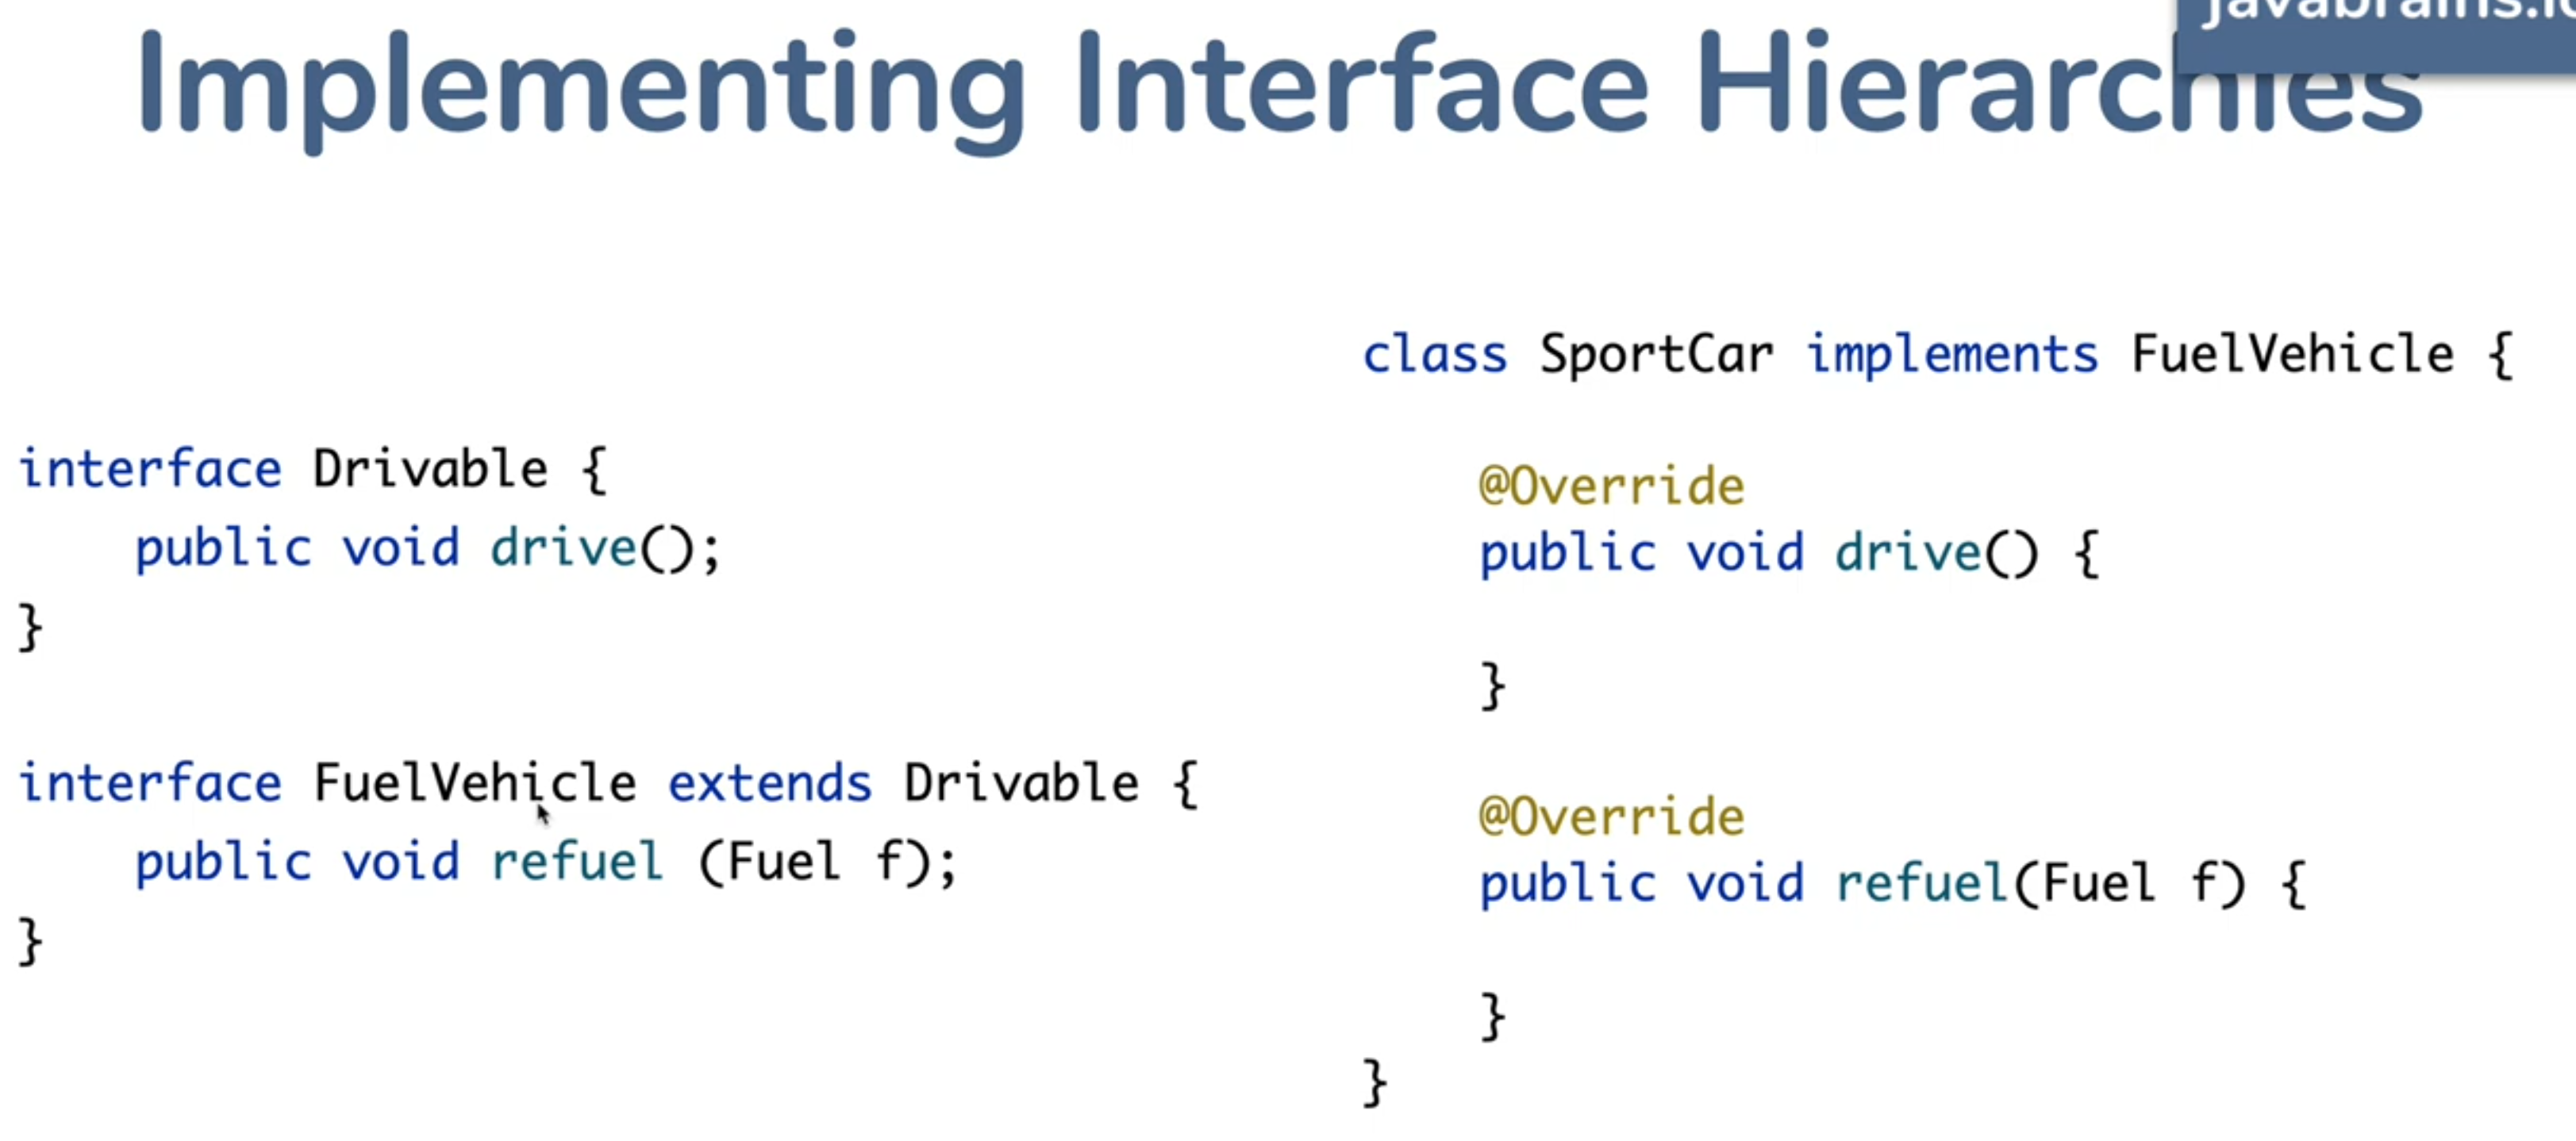 javabrains.io
Implementing Interface Hierarchies
interface Drivable {
public void drive();
}
interface FuelVehicle extends Drivable {
public void refuel (Fuel f);
}
class SportCar implements FuelVehicle {
@Override
public void drive() {
}
@Override
public void refuel(Fuel f) {
}
}